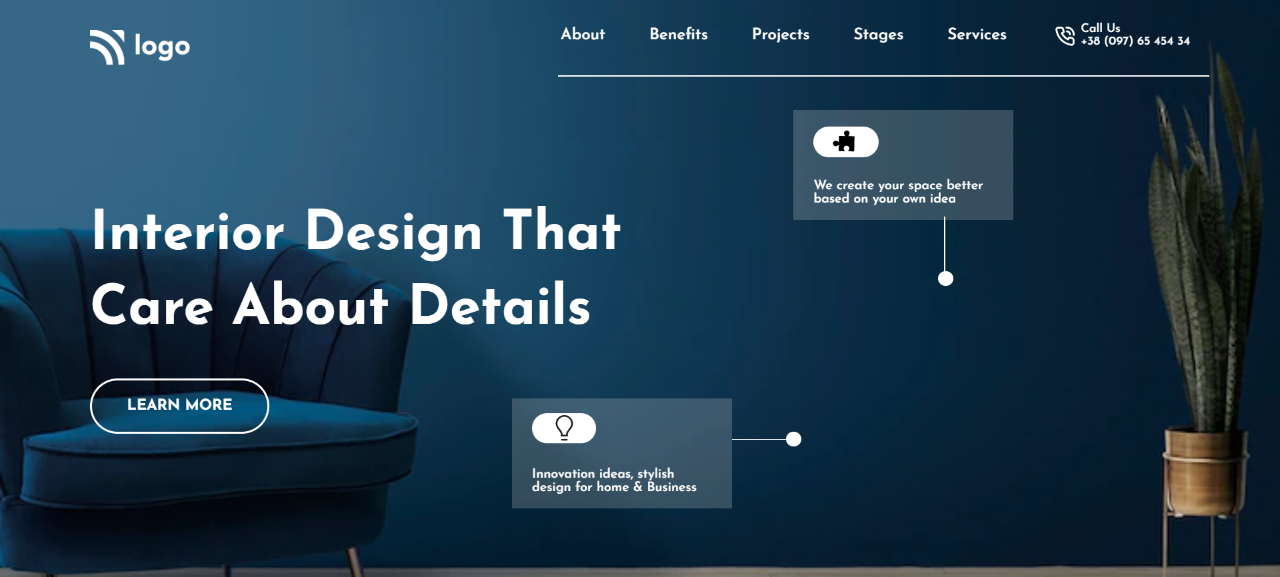 logo
About
Benefits
Projects
Stages
Services
Call Us
+38 (097) 65 454 34
We create your space better
based on your own idea
Interior Design That
Care About Details
LEARN MORE
Innovation ideas, stylish
design for home & Business